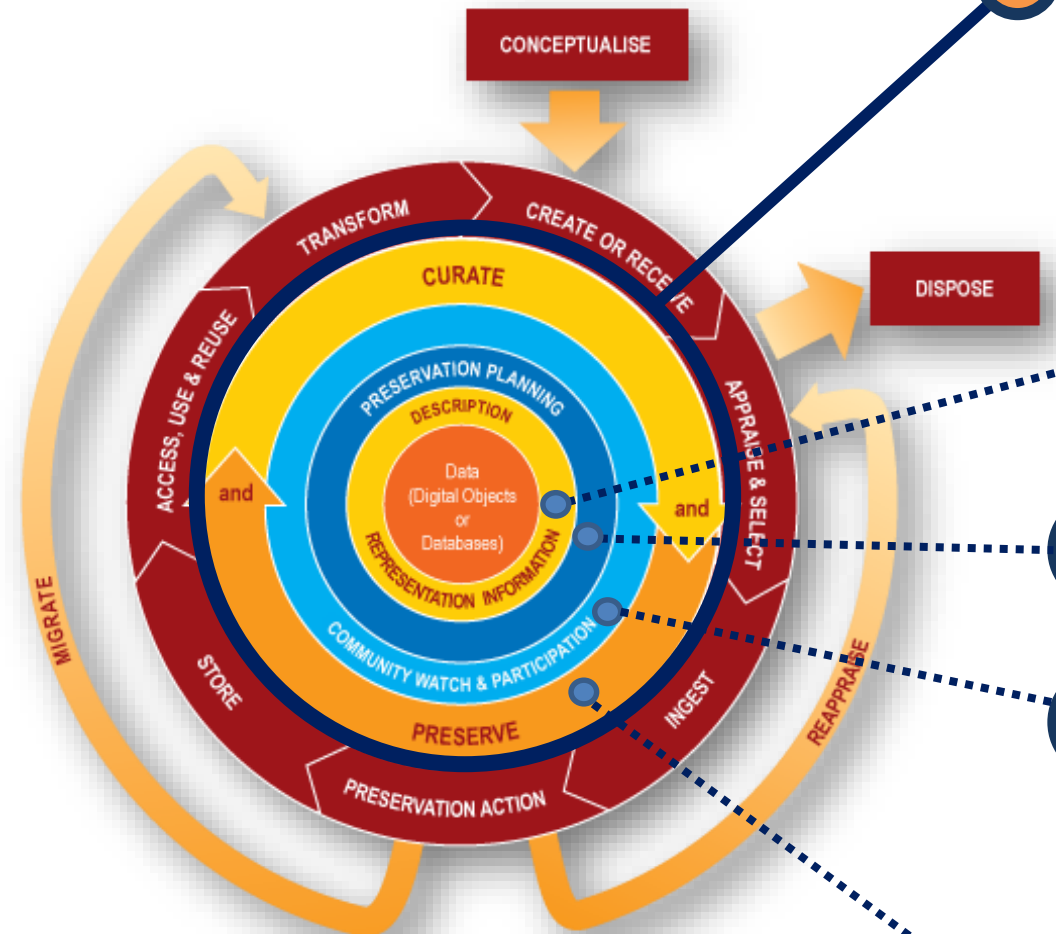 CONCEPTUALISE
TRANSFORM
CREATE OR RECEIVE
CURATE
DISPOSE
ACCESS, USE & REUSE
PRESERVATION PLANNING
DESCRIPTION
APPRAISE & SELECT
Data
(Digital Objects
or
Databases)
and
and
REPRESENTATION INFORMATION
COMMUNITY WATCH & PARTICIPATION
MIGRATE
STORE
PRESERVE
INGEST
REAPPRAISE
PRESERVATION ACTION